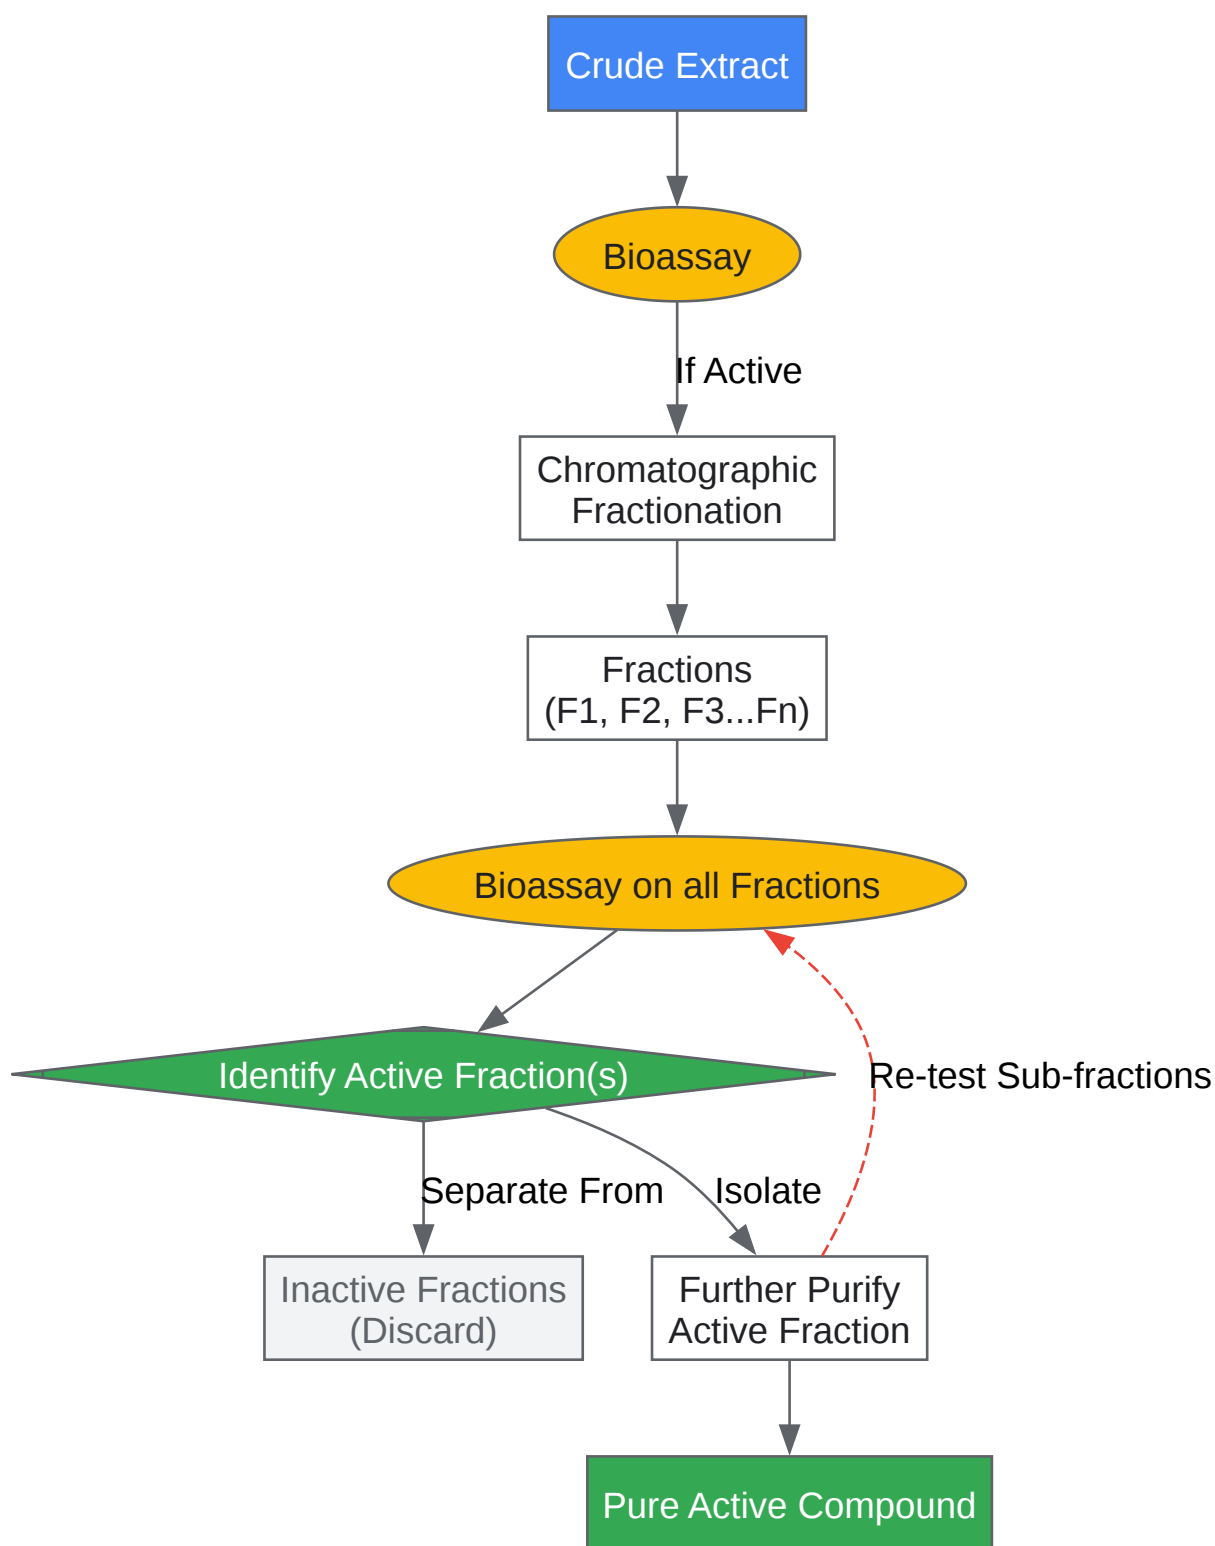 Crude Extract
Bioassay
If Active
Chromatographic
Fractionation
Fractions
(F1, F2, F3...Fn)
Bioassay on all Fractions
Identify Active Fraction(s)
Re-test Sub-fractions
Separate From
Isolate
Inactive Fractions
(Discard)
Further Purify
Active Fraction
Pure Active Compound